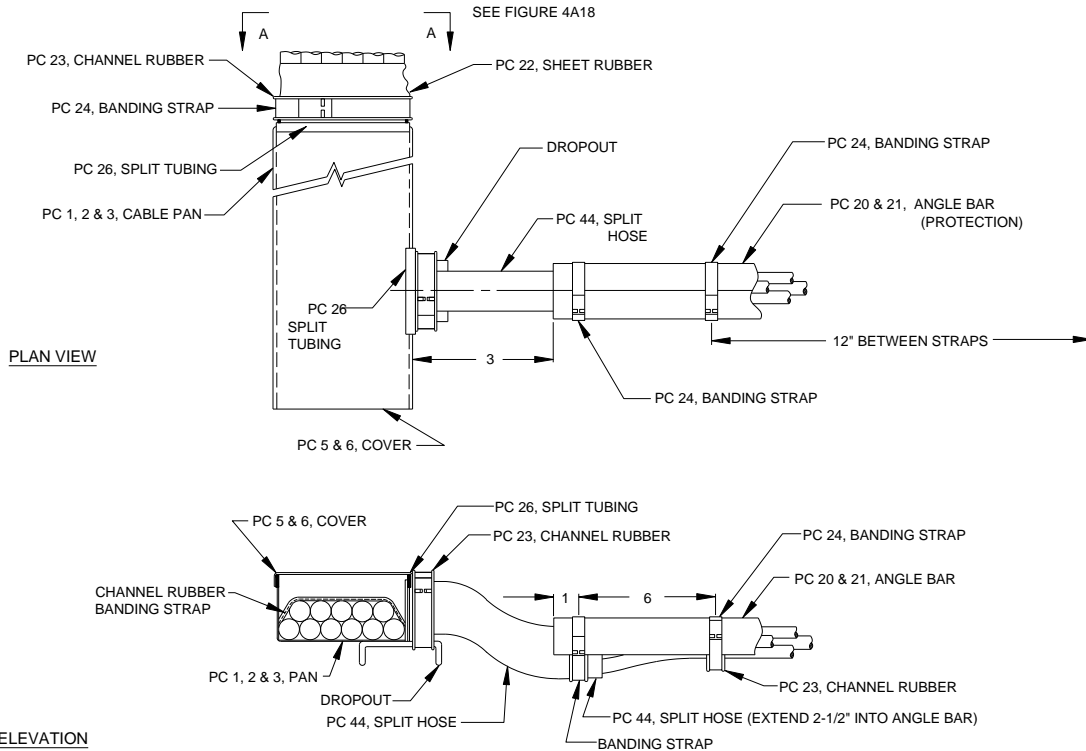 SEE FIGURE 4A18
A
A
PC 23, CHANNEL RUBBER
PC 22, SHEET RUBBER
PC 24, BANDING STRAP
DROPOUT
PC 24, BANDING STRAP
PC 26, SPLIT TUBING
PC 1, 2 & 3, CABLE PAN
PC 44, SPLIT
HOSE
PC 20 & 21, ANGLE BAR
(PROTECTION)
PC 26
SPLIT
TUBING
12" BETWEEN STRAPS
PLAN VIEW
3
PC 24, BANDING STRAP
PC 5 & 6, COVER
PC 26, SPLIT TUBING
PC 5 & 6, COVER
PC 23, CHANNEL RUBBER
PC 24, BANDING STRAP
CHANNEL RUBBER
BANDING STRAP
1
6
PC 20 & 21, ANGLE BAR
PC 1, 2 & 3, PAN
DROPOUT
PC 23, CHANNEL RUBBER
PC 44, SPLIT HOSE
PC 44, SPLIT HOSE (EXTEND 2-1/2" INTO ANGLE BAR)
ELEVATION
BANDING STRAP